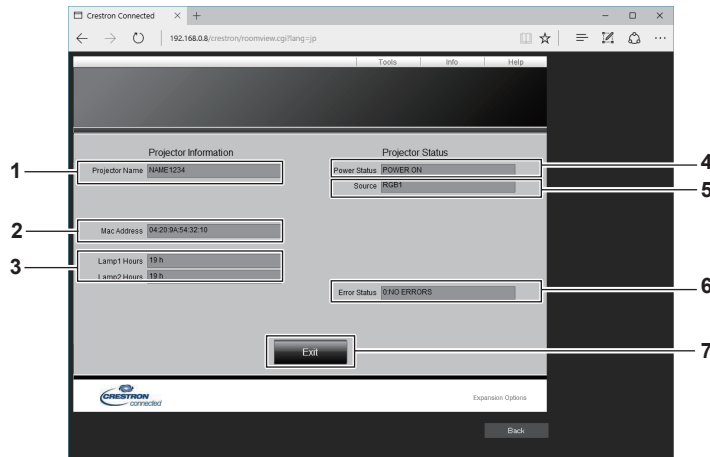 Crestron Connected
192.168.0.8/crestron/roomview.cgi?lang=jp
Tools Info Help
Projector Information
Projector Status
1
Projector Name NAME1234
Power Status POWER ON
4
Source RGB1
5
2
Mac Address 04:20:9A:54:32:10
3
Lamp1 Hours 19 h
Lamp2 Hours 19 h
Error Status 0:NO ERRORS
6
Exit
7
CRESTRON
connected
Expansion Options
Back